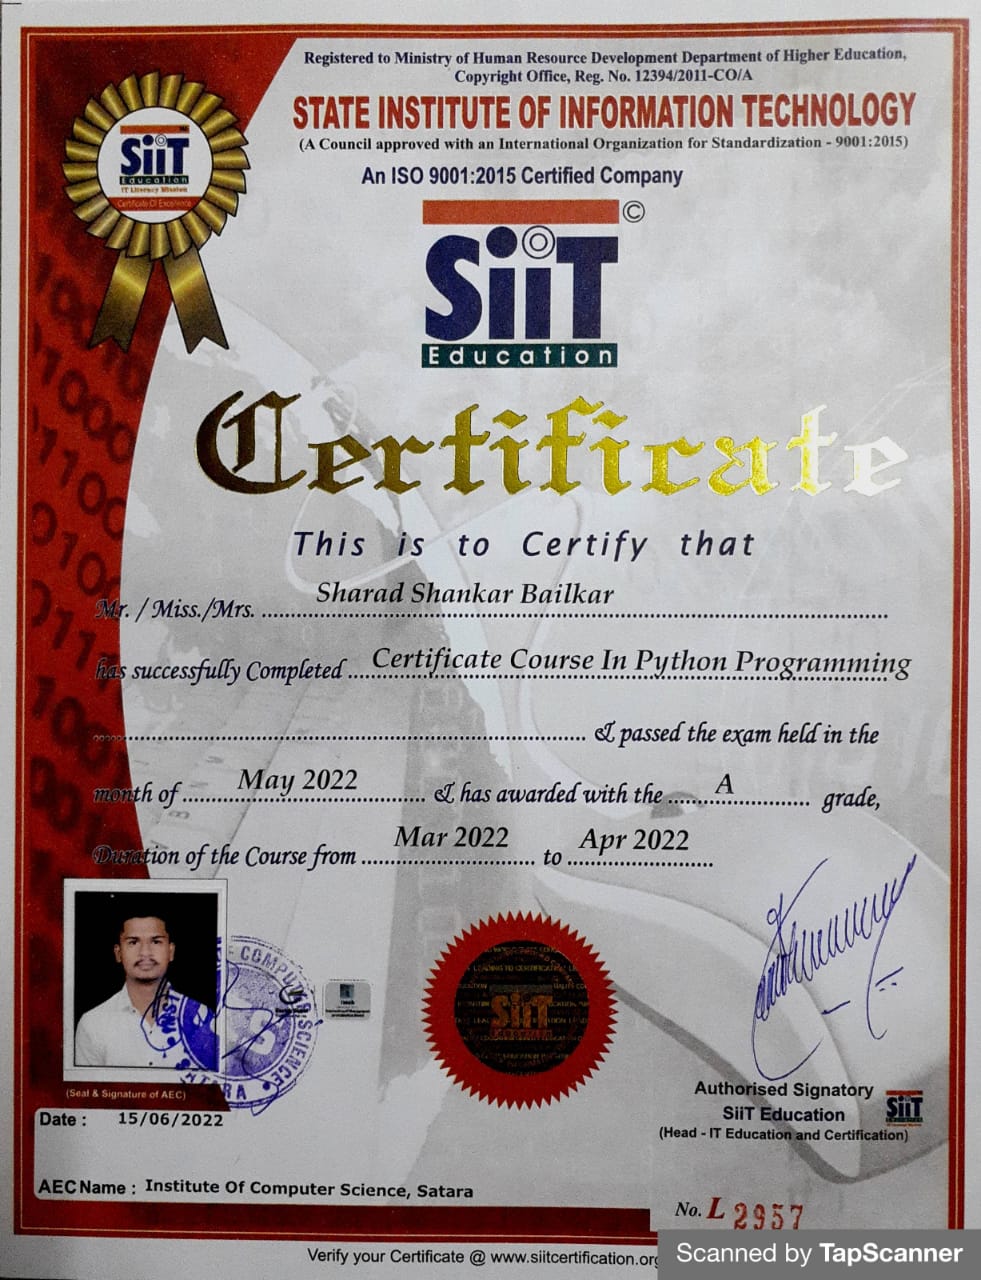 Registered to Ministry of Human Resource Development Department of Higher Education,
Copyright Office, Reg. No. 12394/2011-CO/A
STATE INSTITUTE OF INFORMATION TECHNOLOGY
(A Council approved with an International Organization for Standardization - 9001:2015)
An ISO 9001:2015 Certified Company
SiiT
Education
IT Literacy Mission
Certificate Of Excellence
©
SiiT
Education
Certificate
This is to Certify that
Mr. / Miss./Mrs. Sharad Shankar Bailkar
has successfully Completed Certificate Course In Python Programming
& passed the exam held in the
month of May 2022 & has awarded with the A grade,
Duration of the Course from Mar 2022 to Apr 2022
COMPUTER SCIENCE
SATARA
SiiT
(Seal & Signature of AEC)
Authorised Signatory
SiiT Education
(Head - IT Education and Certification)
SiiT
Date : 15/06/2022
AEC Name : Institute Of Computer Science, Satara
No. L 2957
Verify your Certificate @ www.siitcertification.org
Scanned by TapScanner